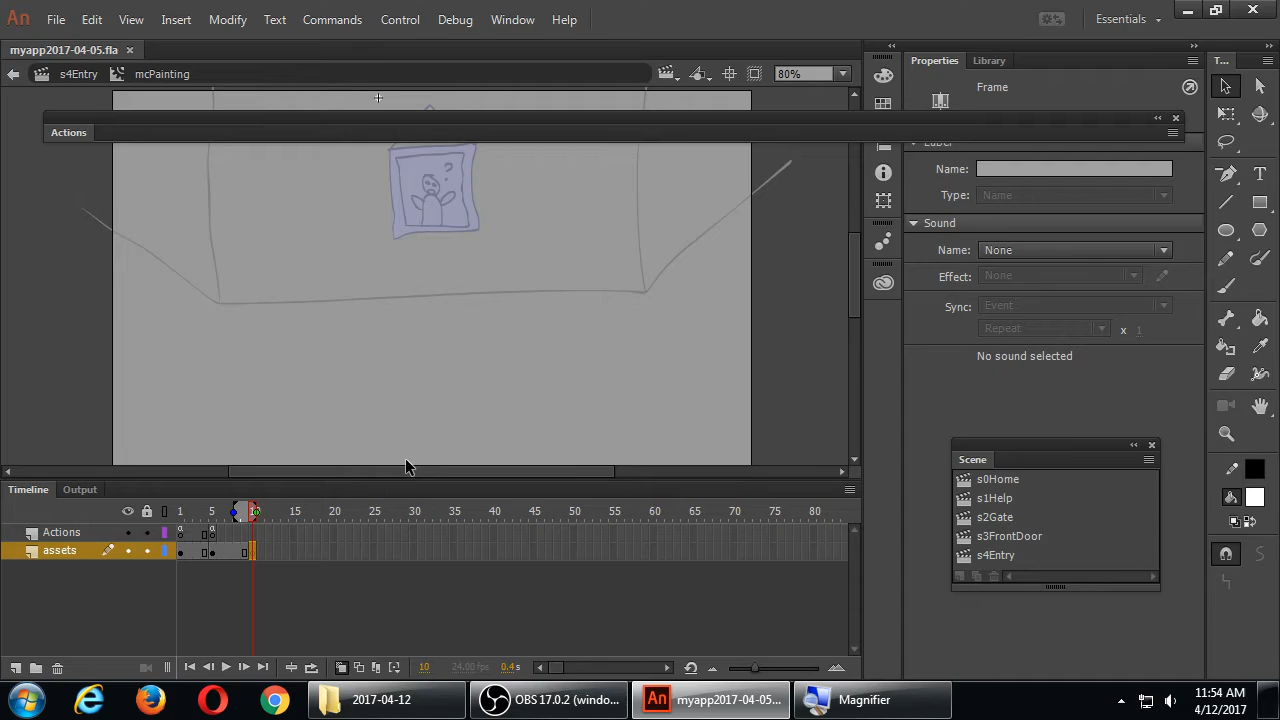 An File Edit View Insert Modify Text Commands Control Debug Window Help Essentials
myapp2017-04-05.fla ×
s4Entry mcPainting 80%
Properties Library
T...
Frame
Actions
Label
Name:
Type: Name
Sound
Name: None
Effect: None
Sync: Event
Repeat x 1
No sound selected
?
Scene
s0Home
s1Help
s2Gate
s3FrontDoor
s4Entry
Timeline Output
1 5 10 15 20 25 30 35 40 45 50 55 60 65 70 75 80
Actions
assets
10 24.00 fps 0.4 s
2017-04-12 OBS 17.0.2 (windo... An myapp2017-04-05... Magnifier
11:54 AM
4/12/2017